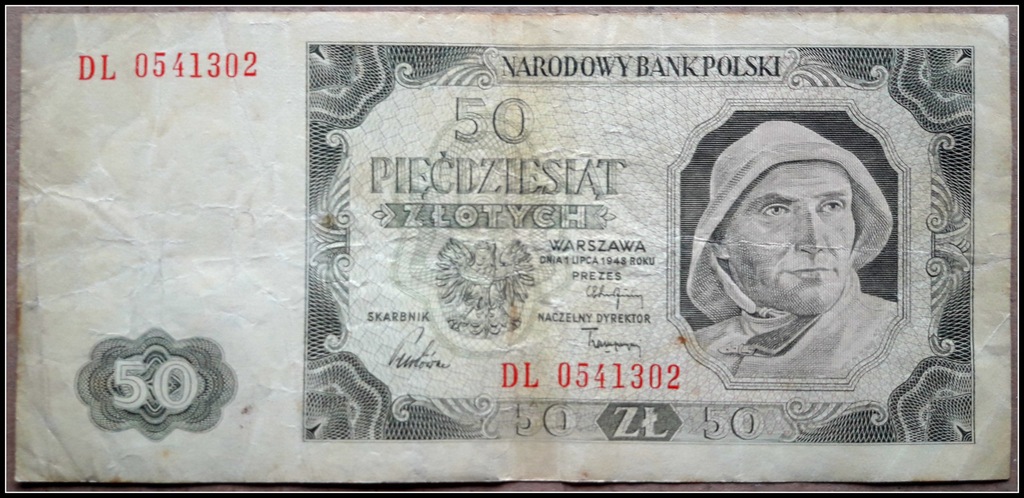 DL 0541302
NARODOWY BANK POLSKI
50
PIĘĆDZIESIĄT
ZŁOTYCH
WARSZAWA
DNIA 1 LIPCA 1948 ROKU
PREZES
SKARBNIK
NACZELNY DYREKTOR
DL 0541302
50
50 ZŁ 50